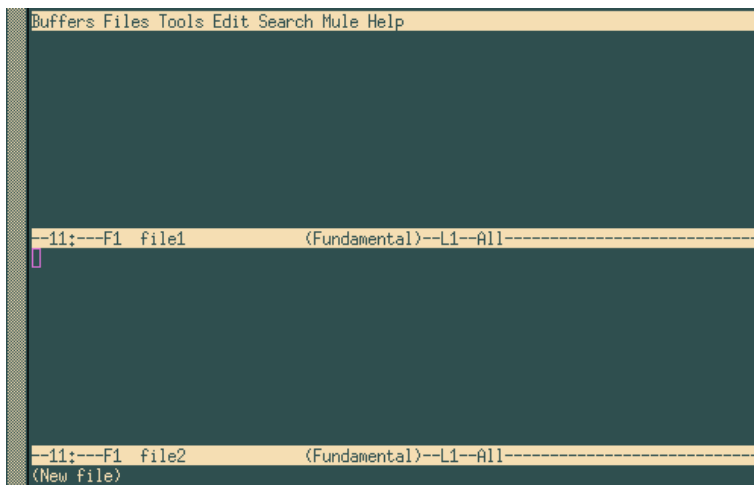 Buffers Files Tools Edit Search Mule Help
--11:---F1  file1             (Fundamental)--L1--All----------------------------
--11:---F1  file2             (Fundamental)--L1--All----------------------------
(New file)